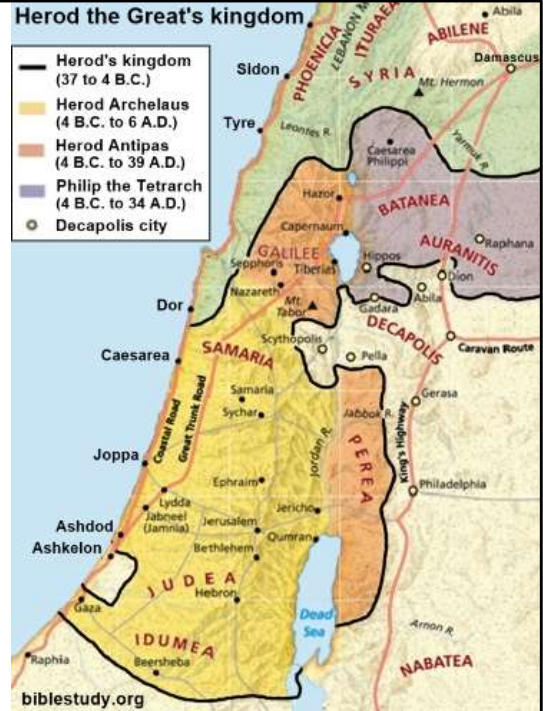 Herod the Great's kingdom
Herod's kingdom
(37 to 4 B.C.)
Herod Archelaus
(4 B.C. to 6 A.D.)
Herod Antipas
(4 B.C. to 39 A.D.)
Philip the Tetrarch
(4 B.C. to 34 A.D.)
Decapolis city
PHOENICIA
LEBANON M
ITURAEA
ABILENE
Abila
Damascus
Sidon
SYRIA
Mt. Hermon
Tyre
Leontes R.
Yarmuk R.
Caesarea
Philippi
Hazor
BATANEA
Capernaum
AURANITIS
Raphana
GALILEE
Hippos
Sepphoris
Tiberias
Dion
Nazareth
Abila
Mt.
Tabor
Gadara
Dor
DECAPOLIS
Scythopolis
Caravan Route
SAMARIA
Pella
Caesarea
Samaria
Gerasa
Sychar
Jabbok R.
Coastal Road
Great Trunk Road
Jordan R.
PEREA
King's Highway
Joppa
Ephraim
Philadelphia
Lydda
Jabneel
(Jamnia)
Jericho
Jerusalem
Ashdod
Qumran
Ashkelon
Bethlehem
JUDEA
Hebron
Gaza
Dead
Sea
Arnon R.
IDUMEA
Raphia
Beersheba
NABATEA
biblestudy.org